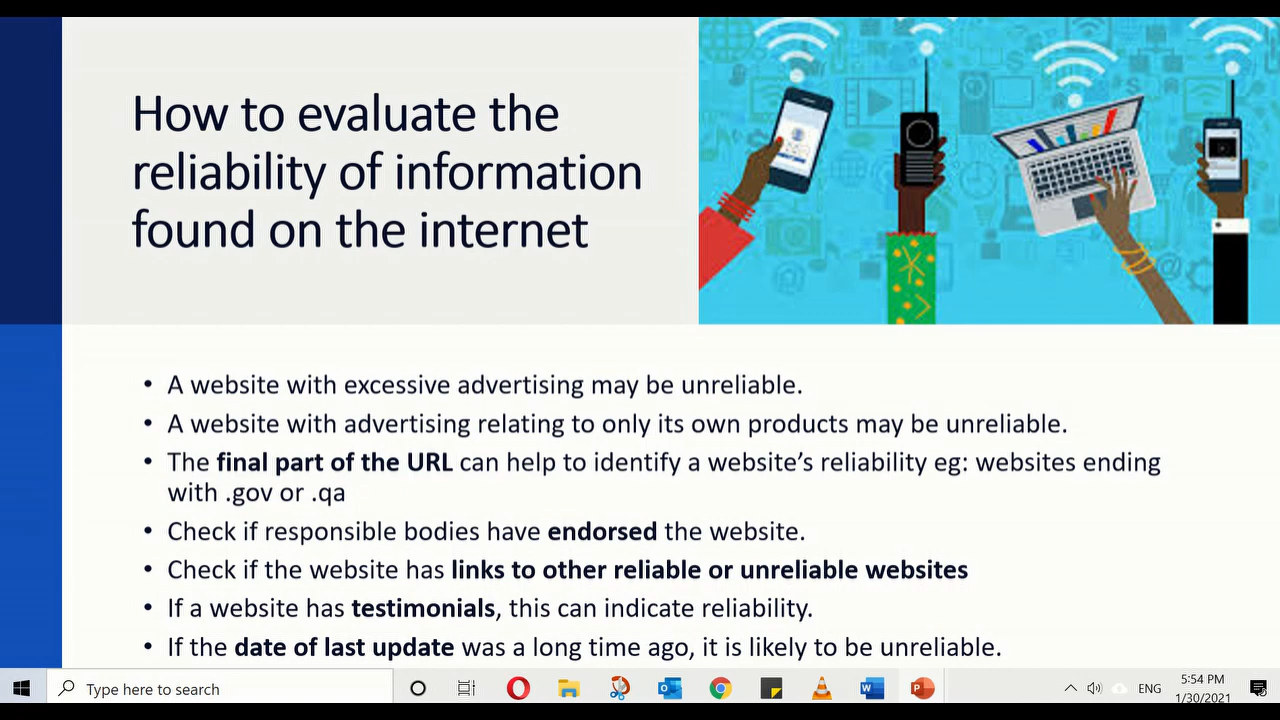 How to evaluate the
reliability of information
found on the internet
• A website with excessive advertising may be unreliable.
• A website with advertising relating to only its own products may be unreliable.
• The final part of the URL can help to identify a website’s reliability eg: websites ending
with .gov or .qa
• Check if responsible bodies have endorsed the website.
• Check if the website has links to other reliable or unreliable websites
• If a website has testimonials, this can indicate reliability.
• If the date of last update was a long time ago, it is likely to be unreliable.
Type here to search
ENG
5:54 PM
1/30/2021